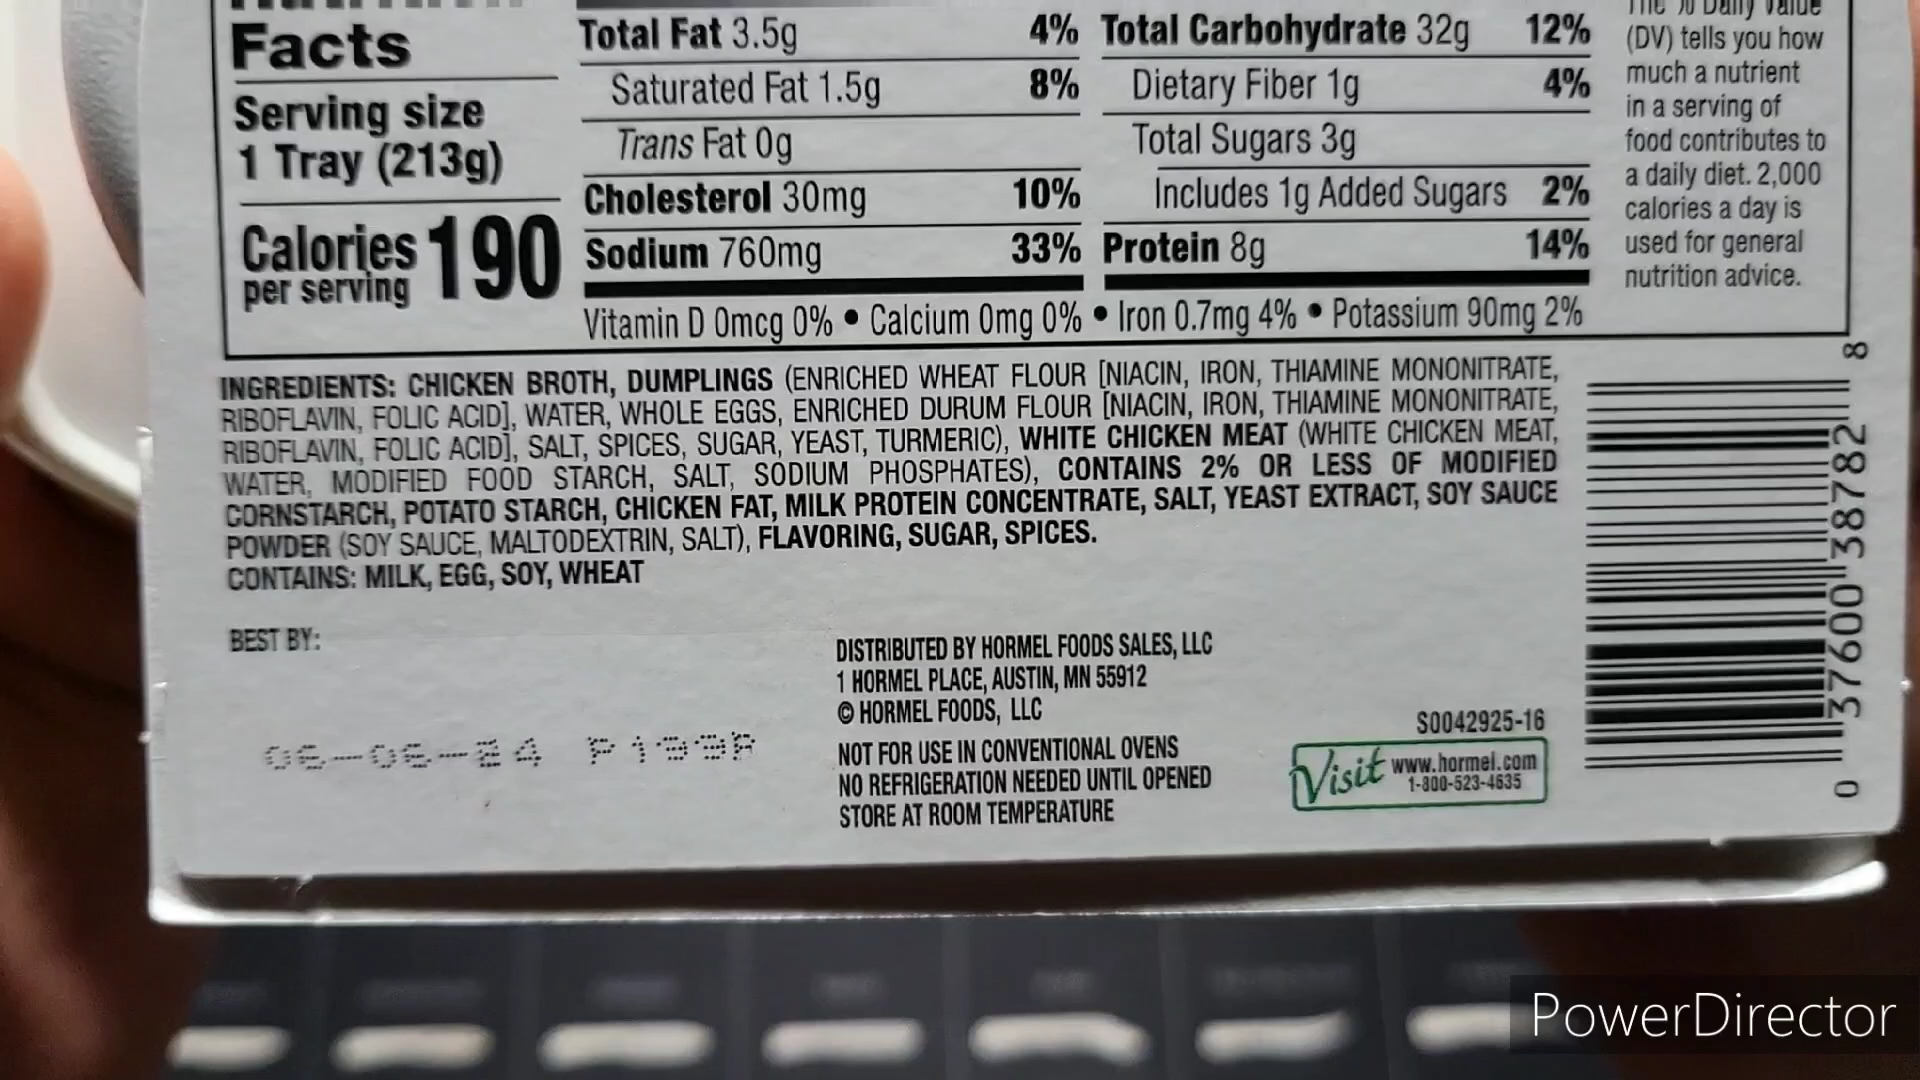 Facts
Serving size
1 Tray (213g)
Calories 190
per serving
Total Fat 3.5g 4%
Saturated Fat 1.5g 8%
Trans Fat 0g
Cholesterol 30mg 10%
Sodium 760mg 33%
Total Carbohydrate 32g 12%
Dietary Fiber 1g 4%
Total Sugars 3g
Includes 1g Added Sugars 2%
Protein 8g 14%
Vitamin D 0mcg 0% • Calcium 0mg 0% • Iron 0.7mg 4% • Potassium 90mg 2%
The % Daily Value
(DV) tells you how
much a nutrient
in a serving of
food contributes to
a daily diet. 2,000
calories a day is
used for general
nutrition advice.
INGREDIENTS: CHICKEN BROTH, DUMPLINGS (ENRICHED WHEAT FLOUR [NIACIN, IRON, THIAMINE MONONITRATE,
RIBOFLAVIN, FOLIC ACID], WATER, WHOLE EGGS, ENRICHED DURUM FLOUR [NIACIN, IRON, THIAMINE MONONITRATE,
RIBOFLAVIN, FOLIC ACID], SALT, SPICES, SUGAR, YEAST, TURMERIC), WHITE CHICKEN MEAT (WHITE CHICKEN MEAT,
WATER, MODIFIED FOOD STARCH, SALT, SODIUM PHOSPHATES), CONTAINS 2% OR LESS OF MODIFIED
CORNSTARCH, POTATO STARCH, CHICKEN FAT, MILK PROTEIN CONCENTRATE, SALT, YEAST EXTRACT, SOY SAUCE
POWDER (SOY SAUCE, MALTODEXTRIN, SALT), FLAVORING, SUGAR, SPICES.
CONTAINS: MILK, EGG, SOY, WHEAT
BEST BY:
06-06-24 P199R
DISTRIBUTED BY HORMEL FOODS SALES, LLC
1 HORMEL PLACE, AUSTIN, MN 55912
© HORMEL FOODS, LLC
NOT FOR USE IN CONVENTIONAL OVENS
NO REFRIGERATION NEEDED UNTIL OPENED
STORE AT ROOM TEMPERATURE
S0042925-16
Visit www.hormel.com
1-800-523-4635
0 37600 38782 8
PowerDirector